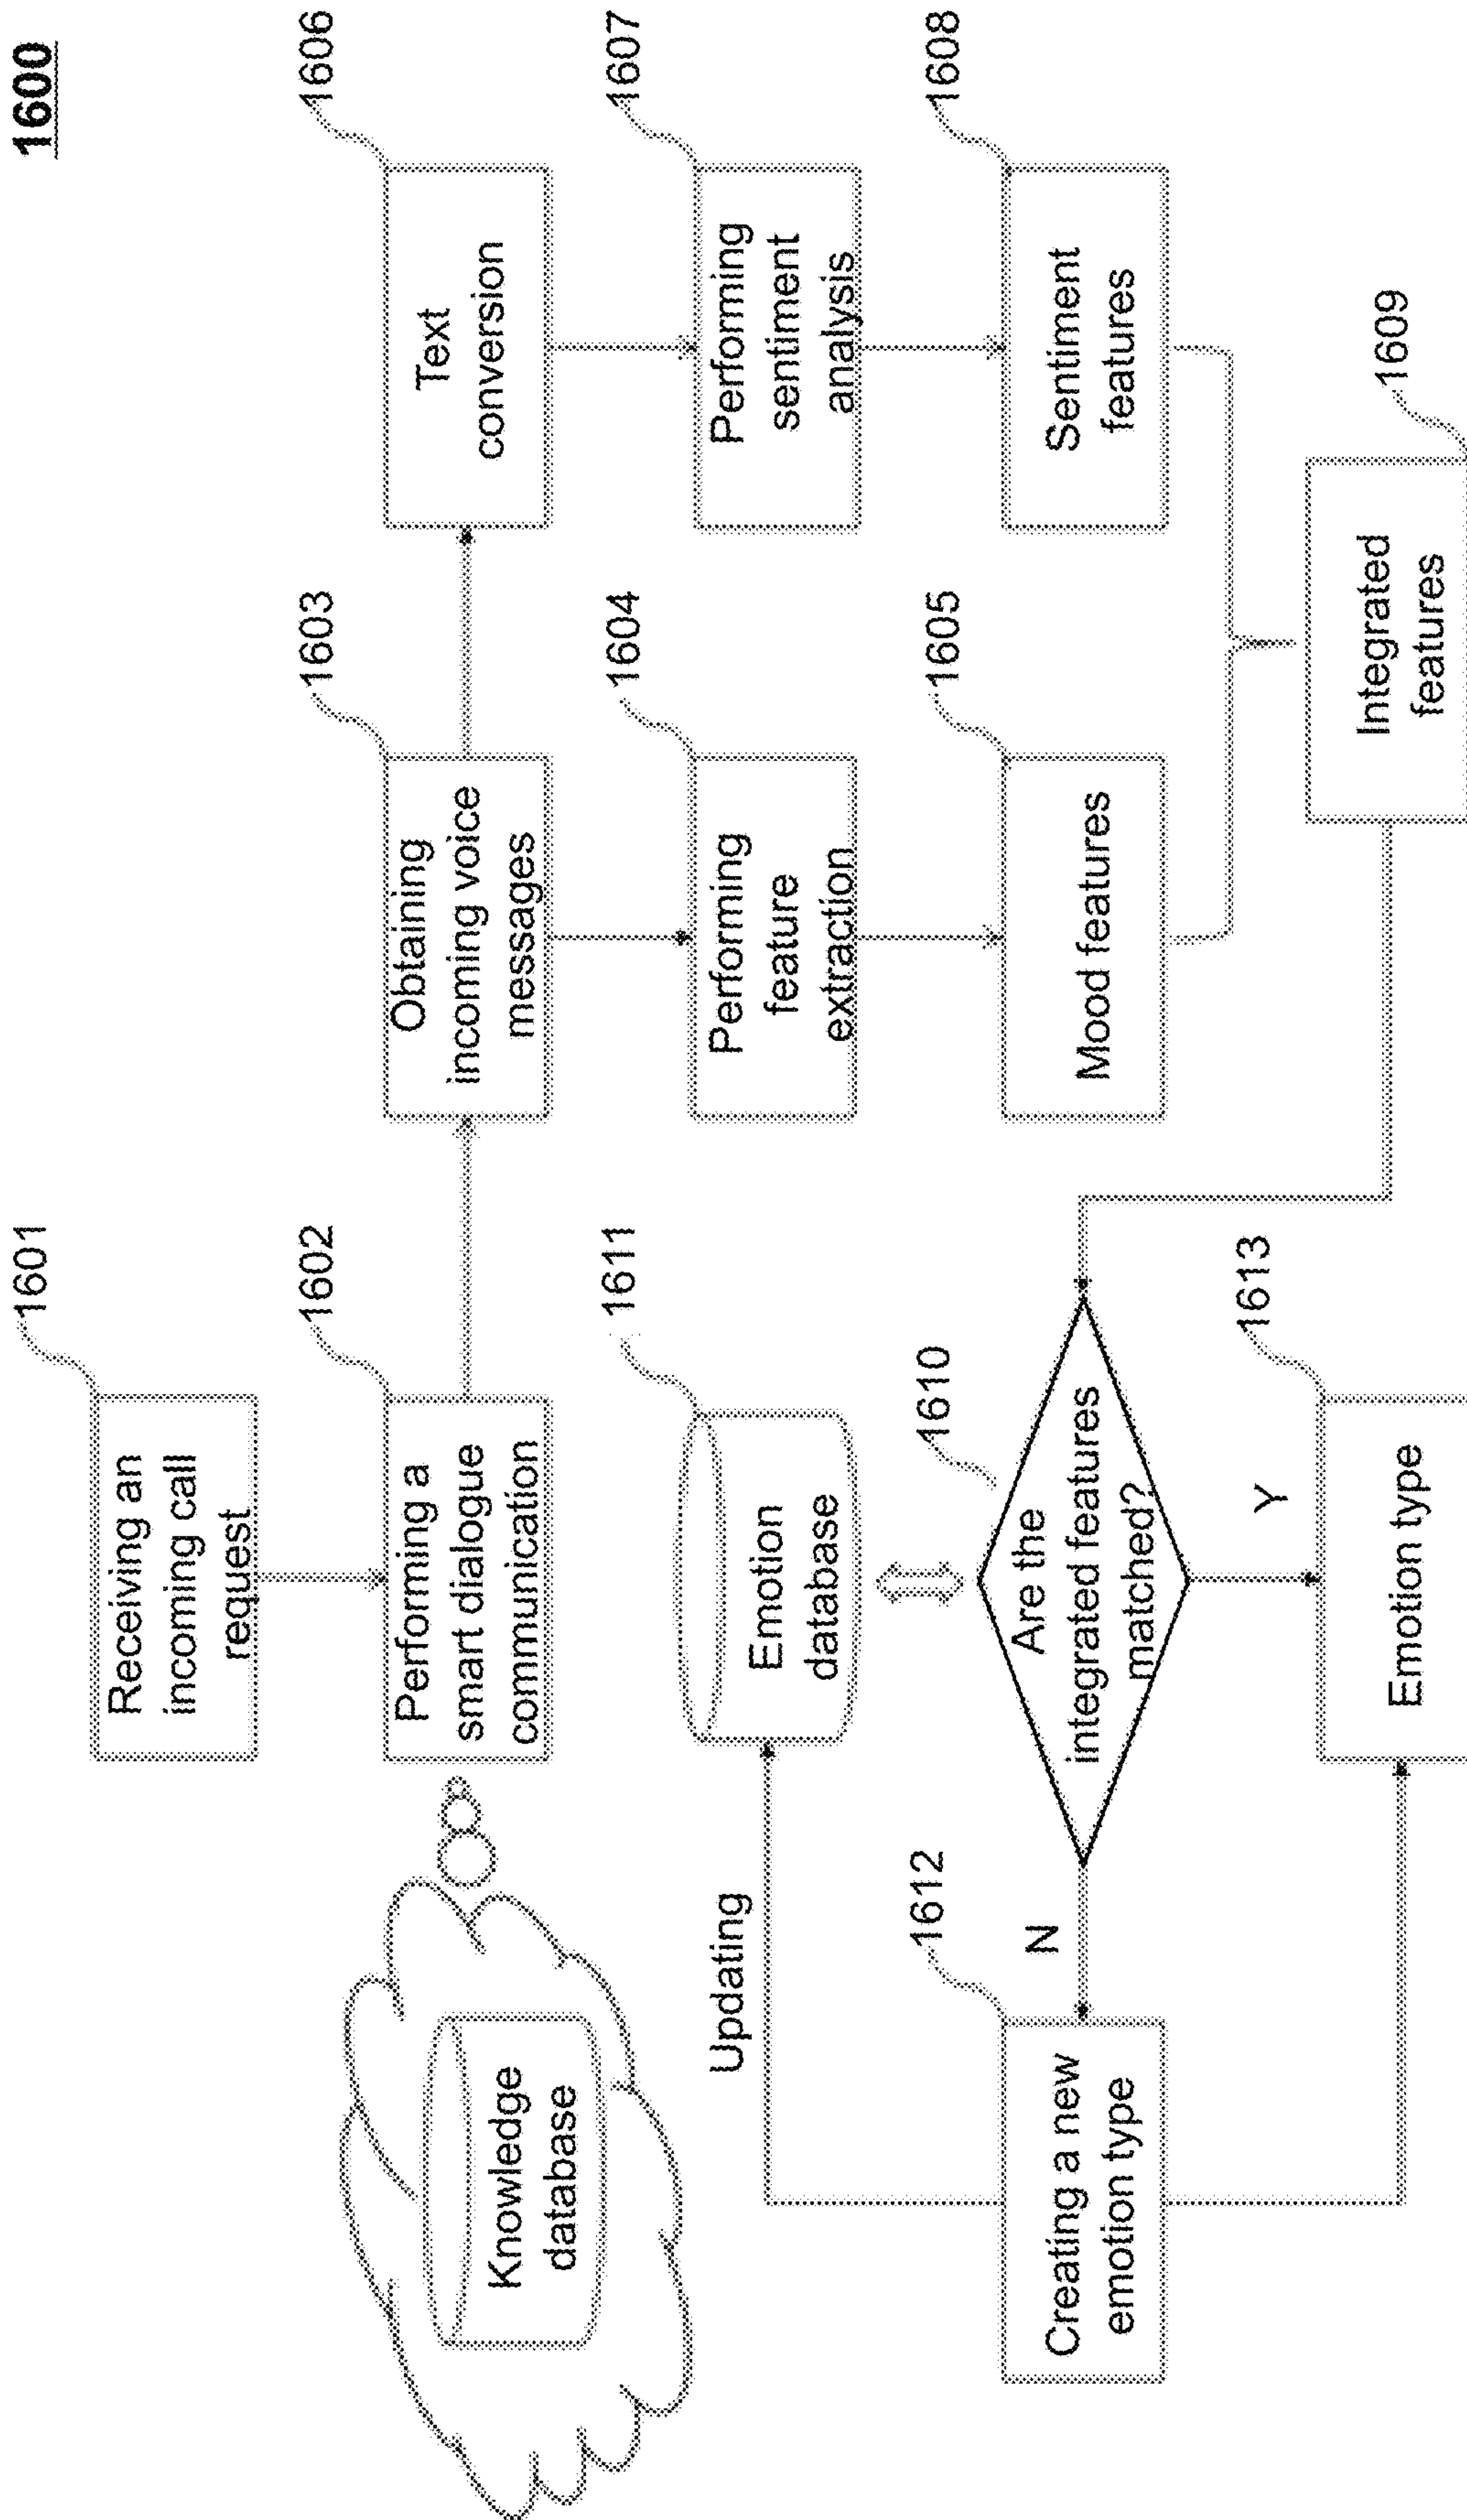 1600
1601
Receiving an
incoming call
request
1602
Performing a
smart dialogue
communication
Knowledge
database
1603
Obtaining
incoming voice
messages
1606
Text
conversion
1604
Performing
feature
extraction
1607
Performing
sentiment
analysis
1605
Mood features
1608
Sentiment
features
1609
Integrated
features
1611
Emotion
database
Updating
1610
Are the
integrated features
matched?
N
1612
Creating a new
emotion type
Y
1613
Emotion type